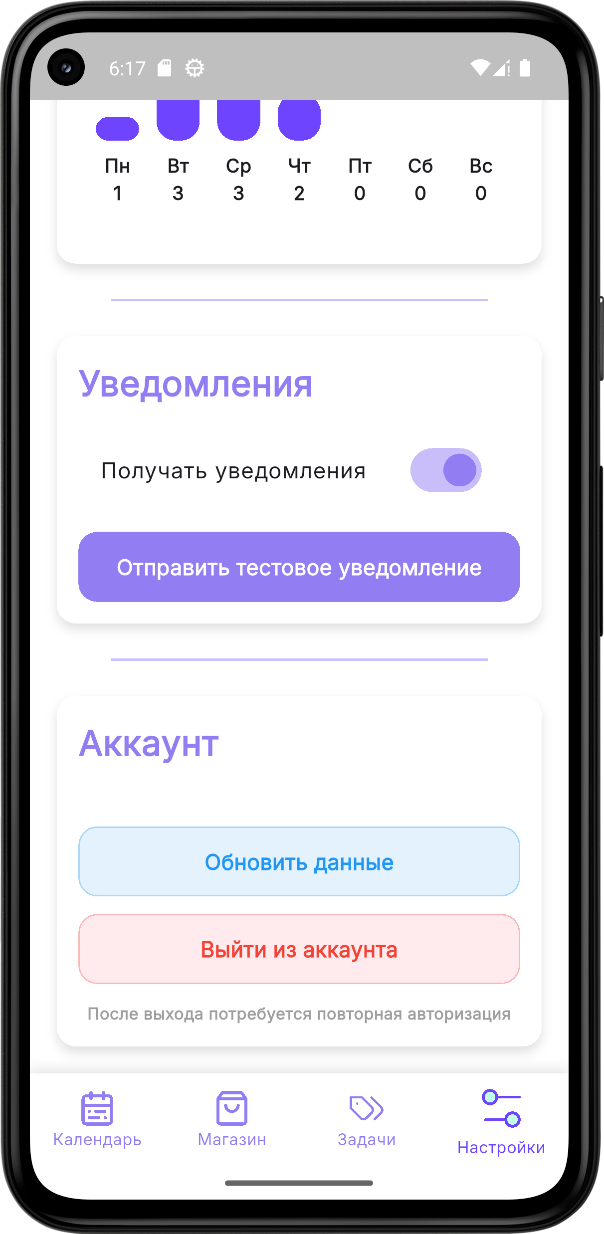 6:17
Пн Вт Ср Чт Пт Сб Вс
1 3 3 2 0 0 0
Уведомления
Получать уведомления
Отправить тестовое уведомление
Аккаунт
Обновить данные
Выйти из аккаунта
После выхода потребуется повторная авторизация
Календарь Магазин Задачи Настройки